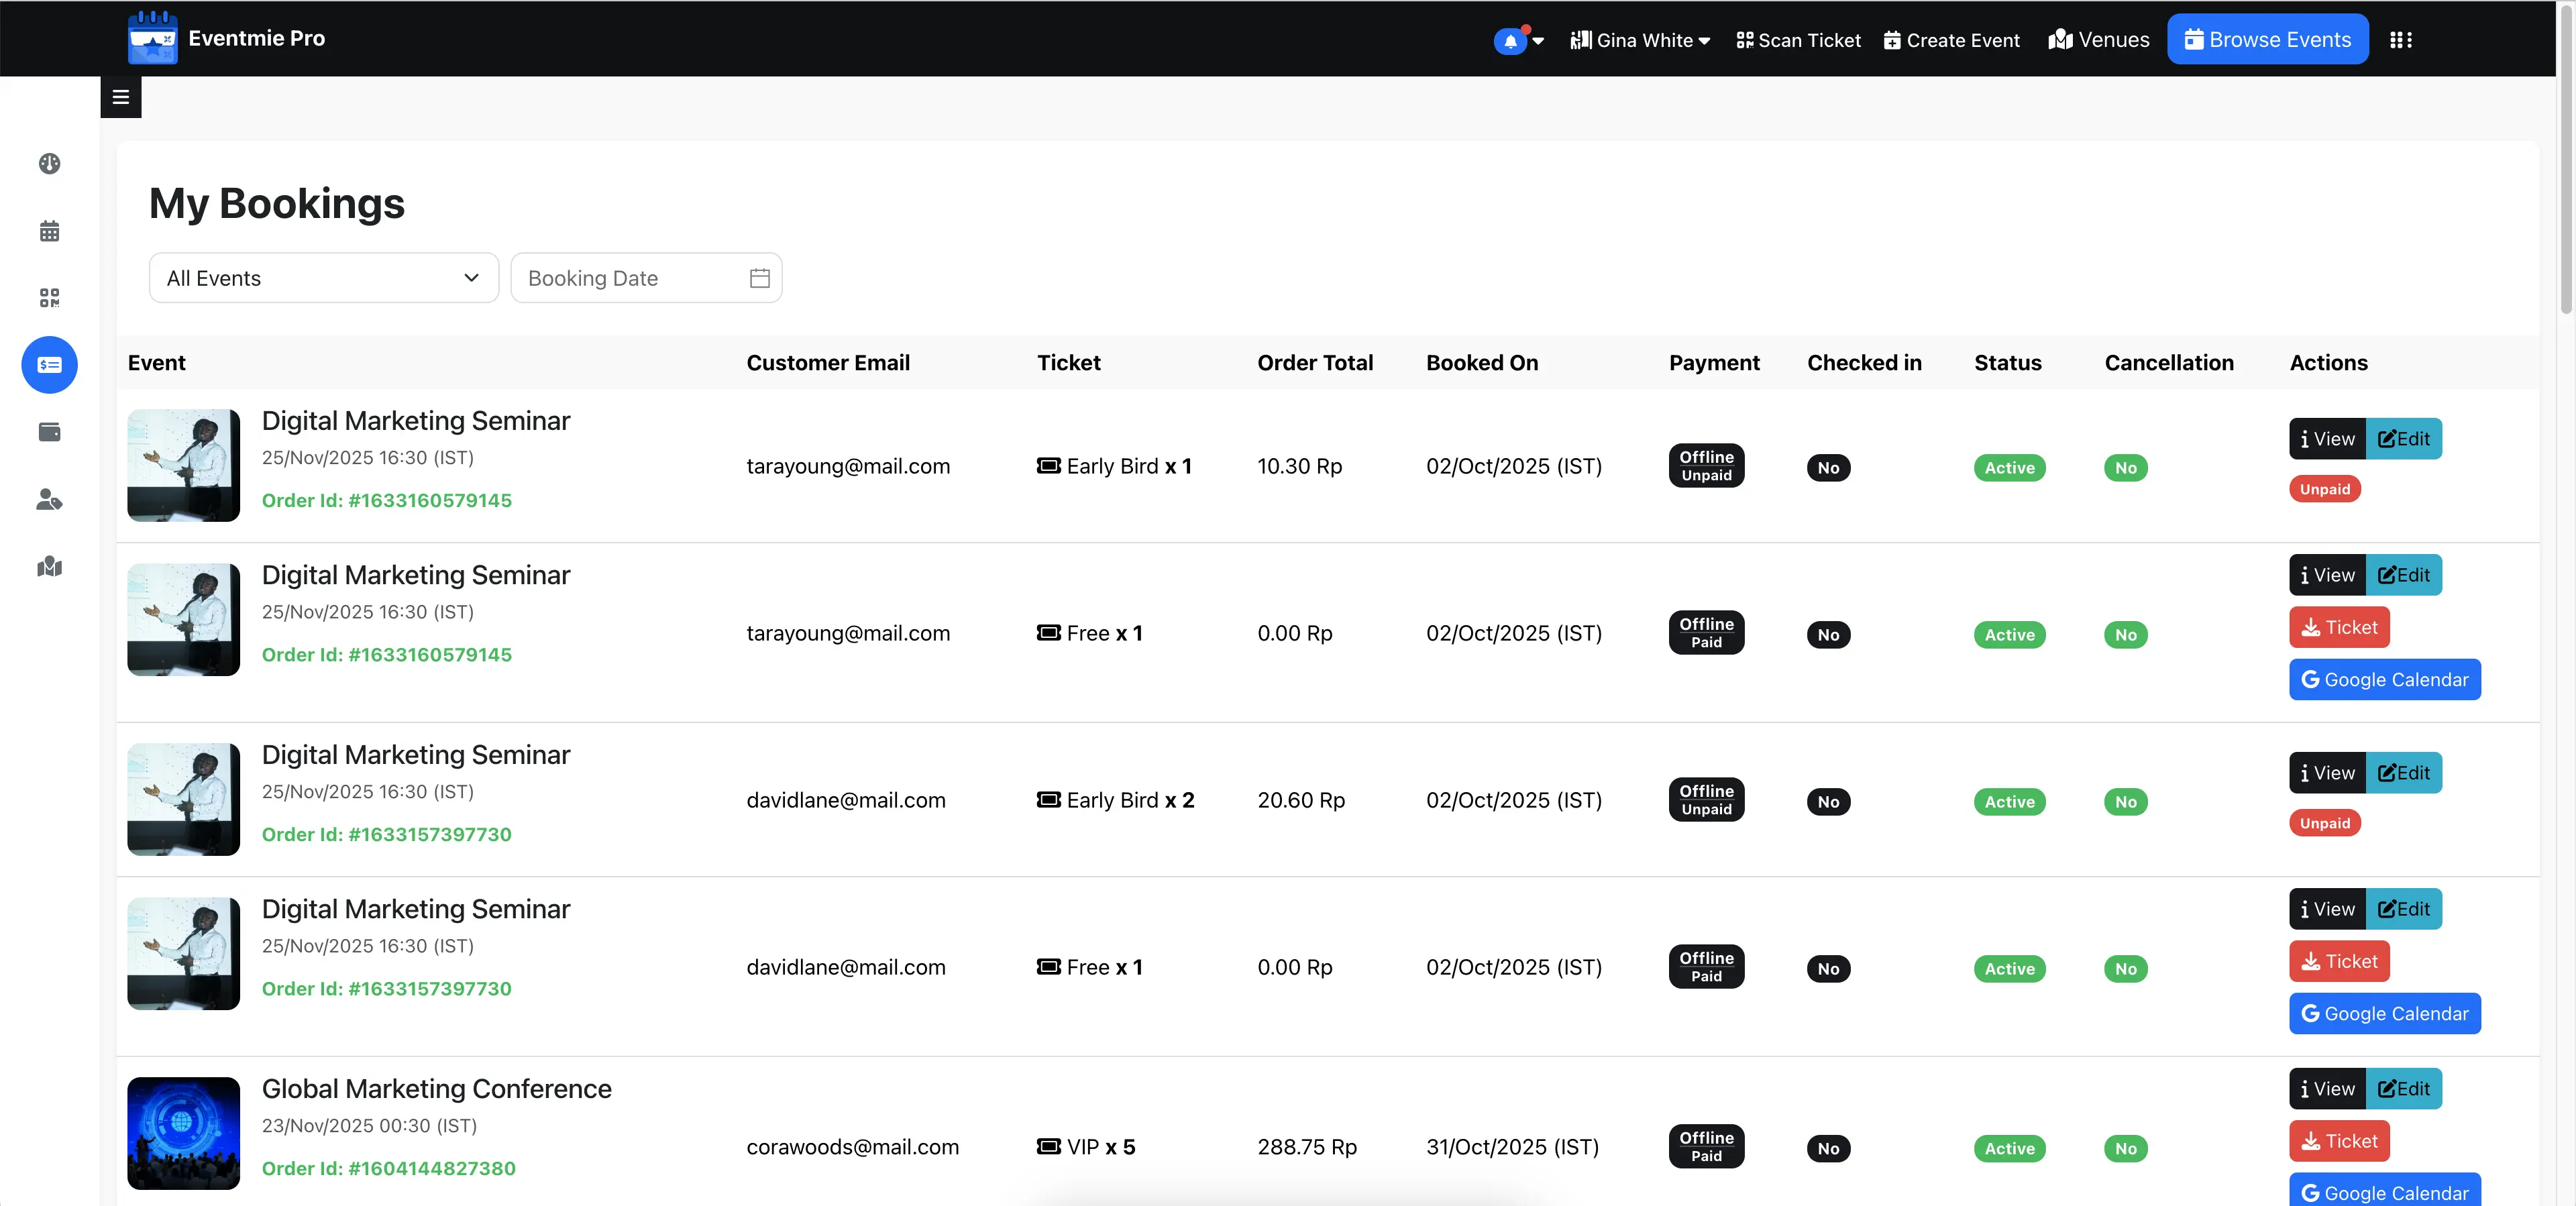 Eventmie Pro
Gina White
Scan Ticket
Create Event
Venues
Browse Events
My Bookings
All Events
Booking Date
Event Customer Email Ticket Order Total Booked On Payment Checked in Status Cancellation Actions
Digital Marketing Seminar
25/Nov/2025 16:30 (IST)
Order Id: #1633160579145
tarayoung@mail.com
Early Bird x 1
10.30 Rp
02/Oct/2025 (IST)
Offline
Unpaid
No
Active
No
View
Edit
Unpaid
Digital Marketing Seminar
25/Nov/2025 16:30 (IST)
Order Id: #1633160579145
tarayoung@mail.com
Free x 1
0.00 Rp
02/Oct/2025 (IST)
Offline
Paid
No
Active
No
View
Edit
Ticket
Google Calendar
Digital Marketing Seminar
25/Nov/2025 16:30 (IST)
Order Id: #1633157397730
davidlane@mail.com
Early Bird x 2
20.60 Rp
02/Oct/2025 (IST)
Offline
Unpaid
No
Active
No
View
Edit
Unpaid
Digital Marketing Seminar
25/Nov/2025 16:30 (IST)
Order Id: #1633157397730
davidlane@mail.com
Free x 1
0.00 Rp
02/Oct/2025 (IST)
Offline
Paid
No
Active
No
View
Edit
Ticket
Google Calendar
Global Marketing Conference
23/Nov/2025 00:30 (IST)
Order Id: #1604144827380
corawoods@mail.com
VIP x 5
288.75 Rp
31/Oct/2025 (IST)
Offline
Paid
No
Active
No
View
Edit
Ticket
Google Calendar